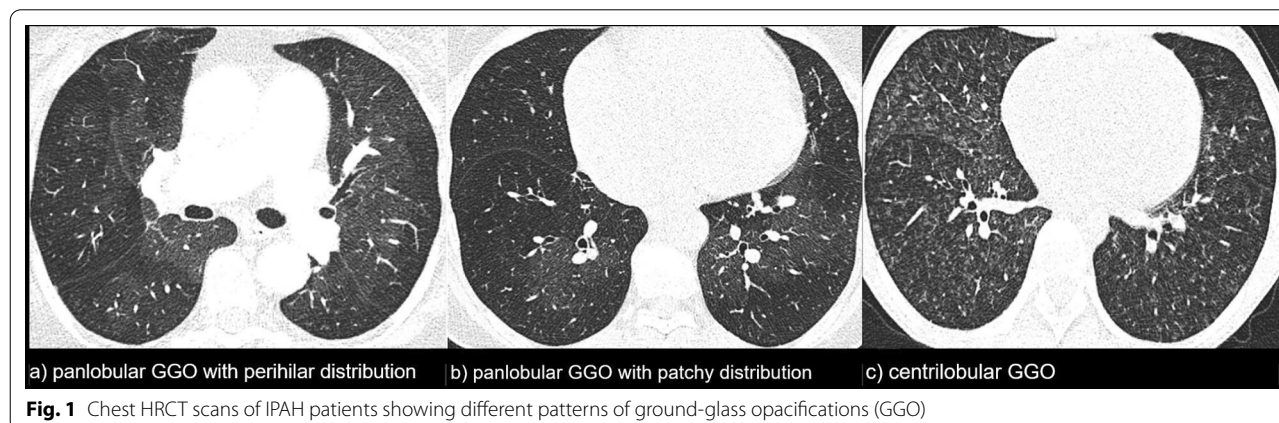 a) panlobular GGO with perihilar distribution
b) panlobular GGO with patchy distribution
c) centrilobular GGO
Fig. 1 Chest HRCT scans of IPAH patients showing different patterns of ground-glass opacifications (GGO)